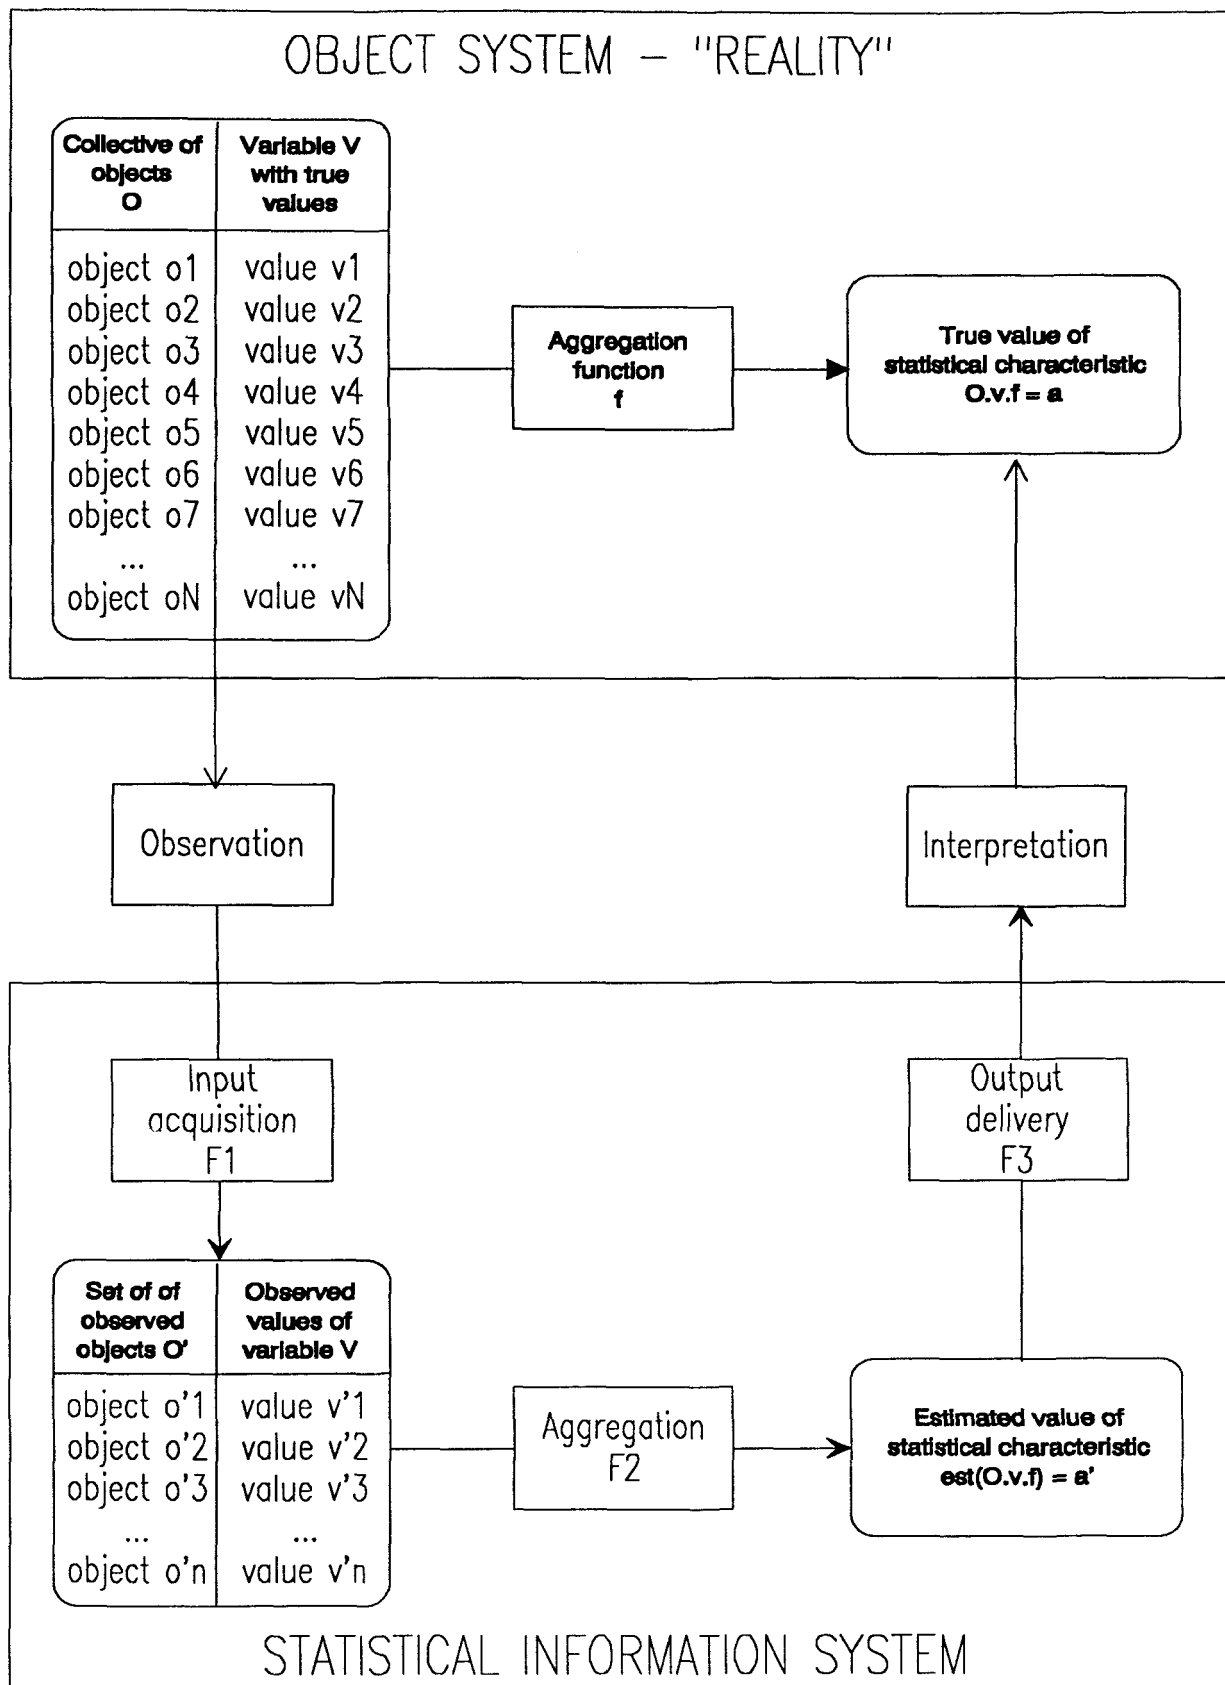 OBJECT SYSTEM – "REALITY"
Collective of
objects
O
Variable V
with true
values
object o1 value v1
object o2 value v2
object o3 value v3
object o4 value v4
object o5 value v5
object o6 value v6
object o7 value v7
... ...
object oN value vN
Aggregation
function
f
True value of
statistical characteristic
O.v.f = a
Observation
Interpretation
Input
acquisition
F1
Output
delivery
F3
Set of of
observed
objects O'
Observed
values of
variable V
object o'1 value v'1
object o'2 value v'2
object o'3 value v'3
... ...
object o'n value v'n
Aggregation
F2
Estimated value of
statistical characteristic
est(O.v.f) = a'
STATISTICAL INFORMATION SYSTEM